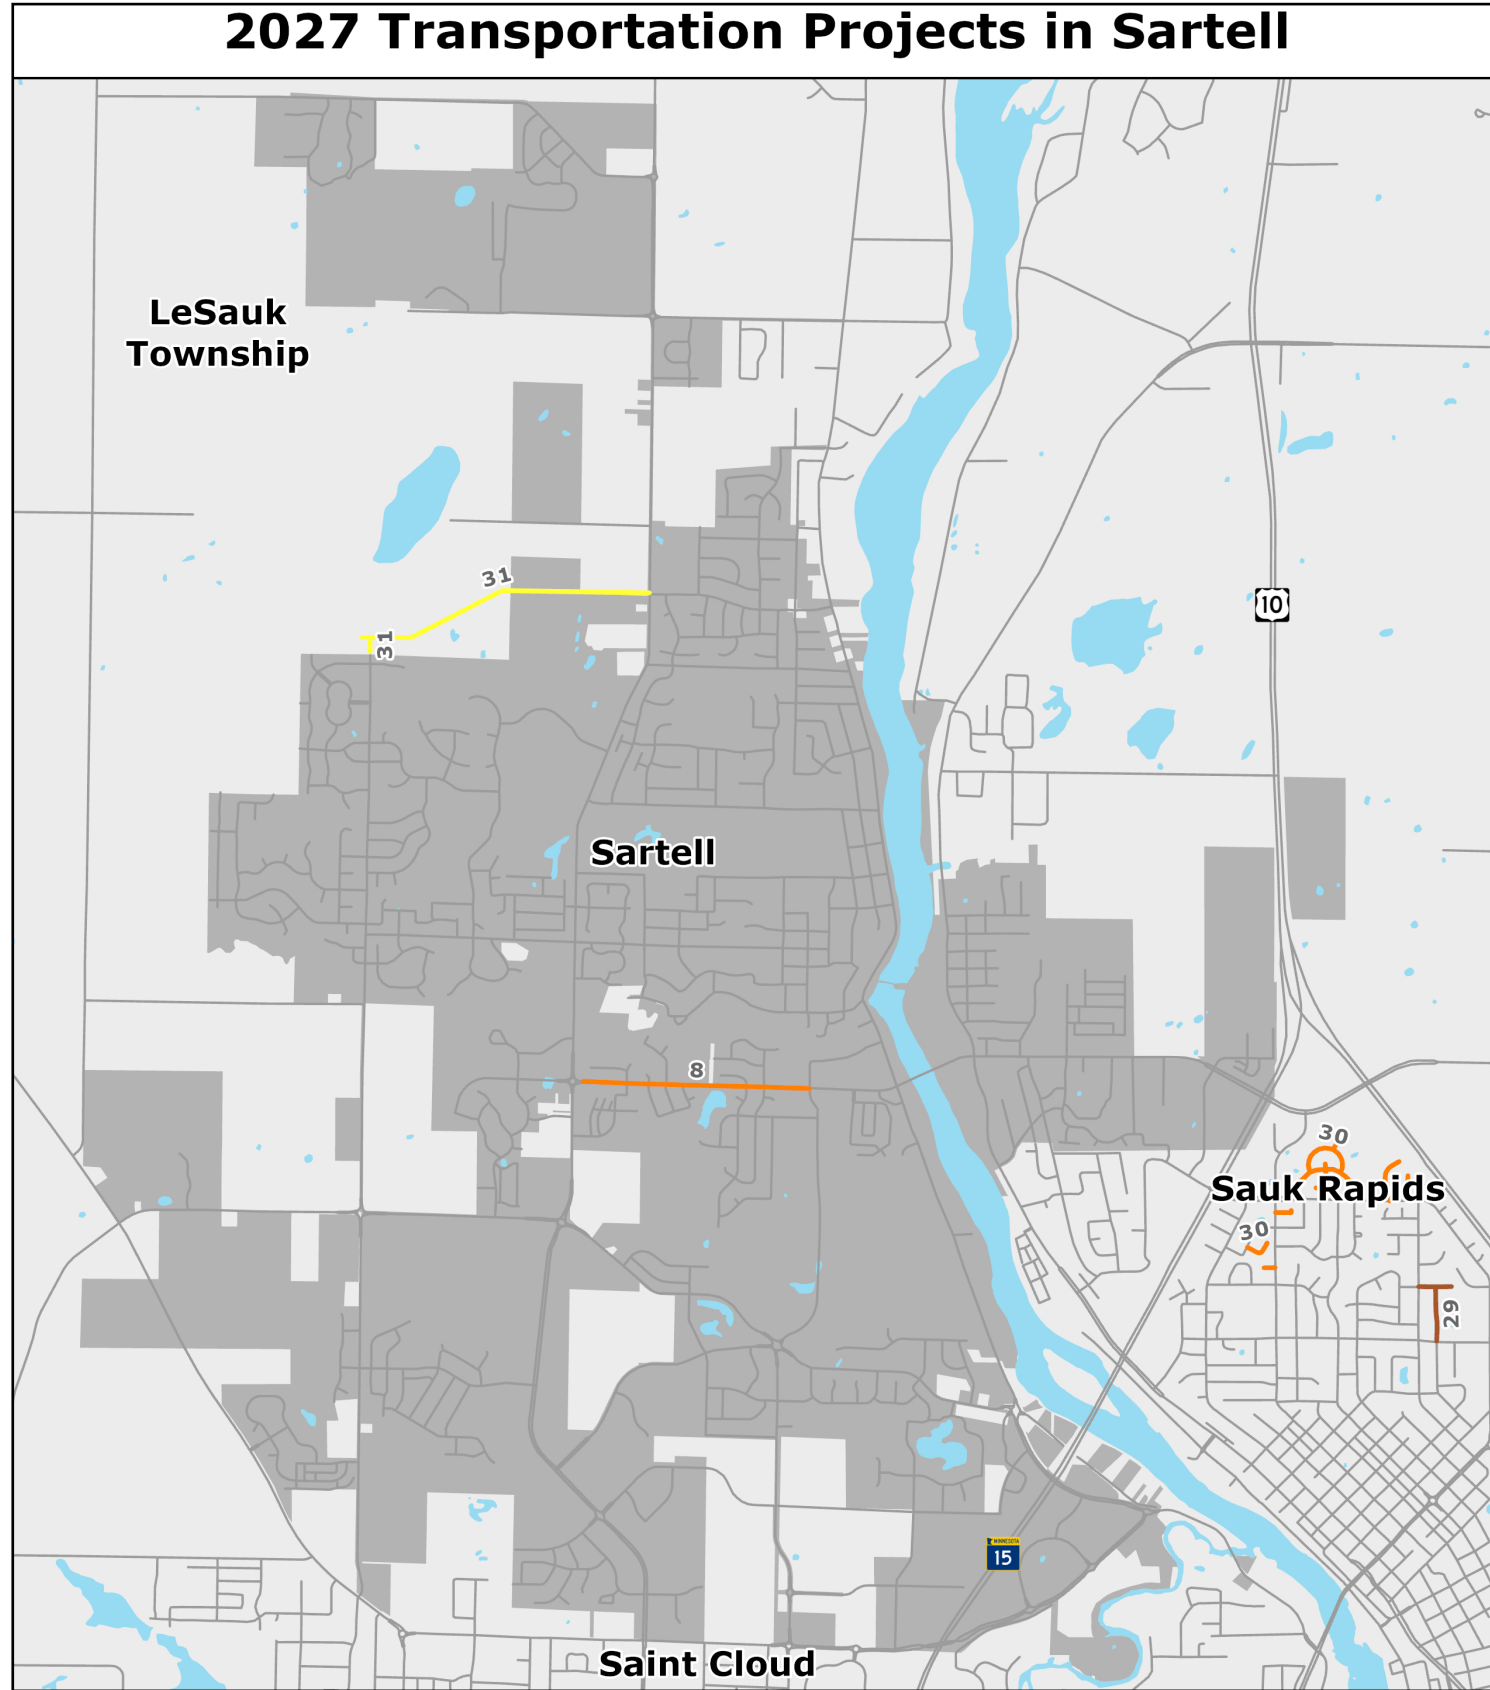 2027 Transportation Projects in Sartell
LeSauk
Township
31
31
10
Sartell
8
30
Sauk Rapids
30
29
MINNESOTA
15
Saint Cloud